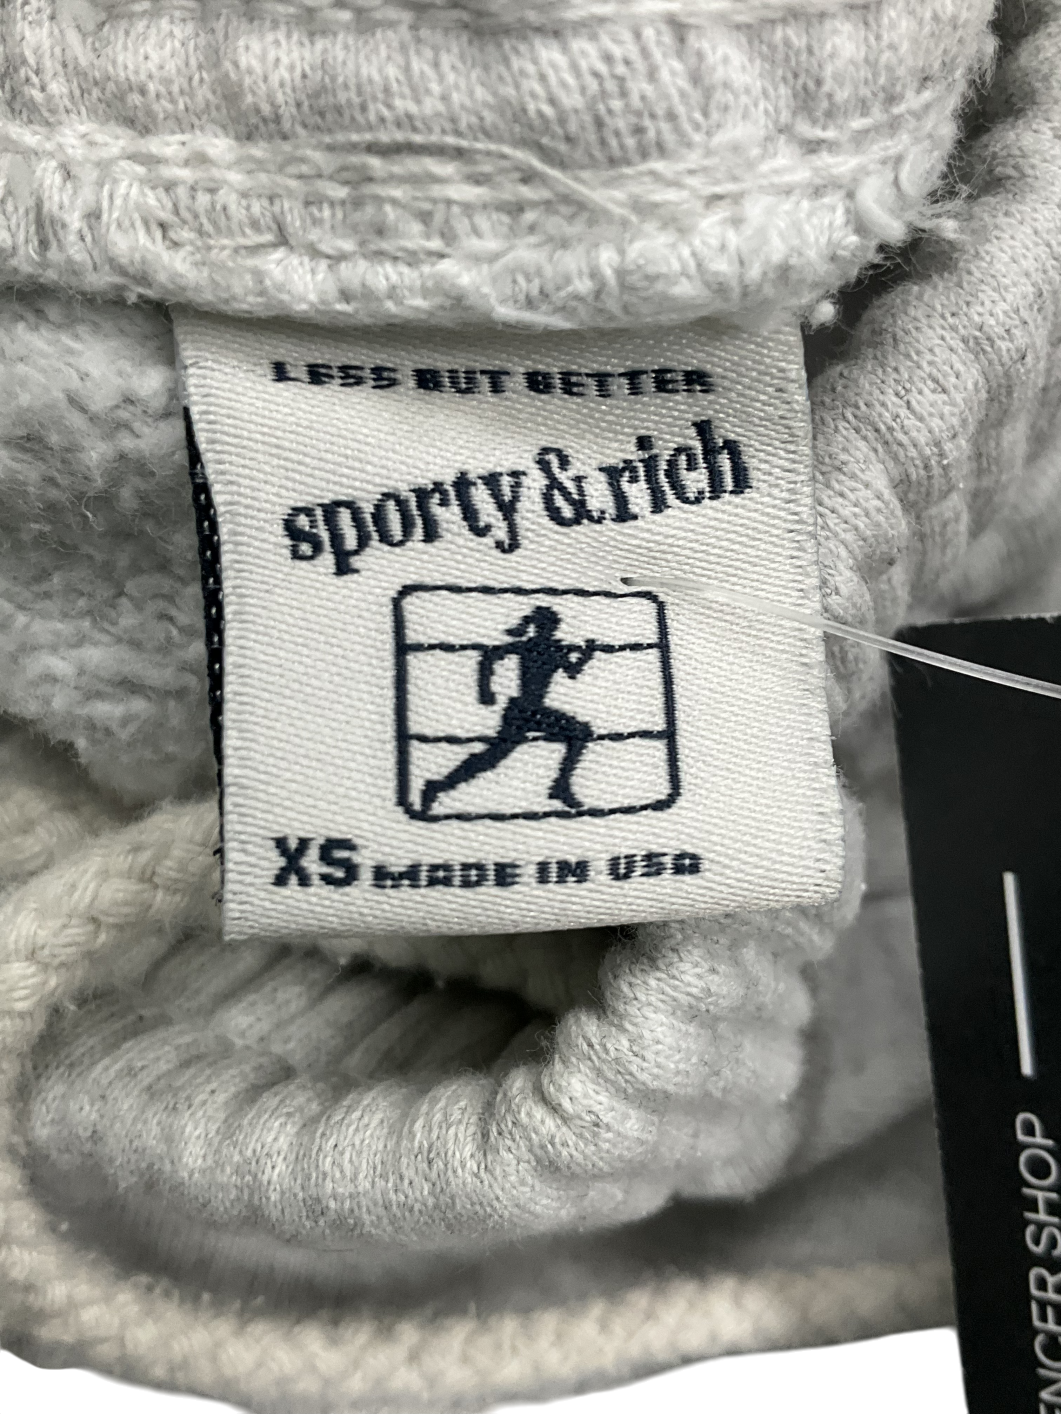 LESS BUT BETTER
sporty & rich
XS MADE IN USA
ENCER SHOP